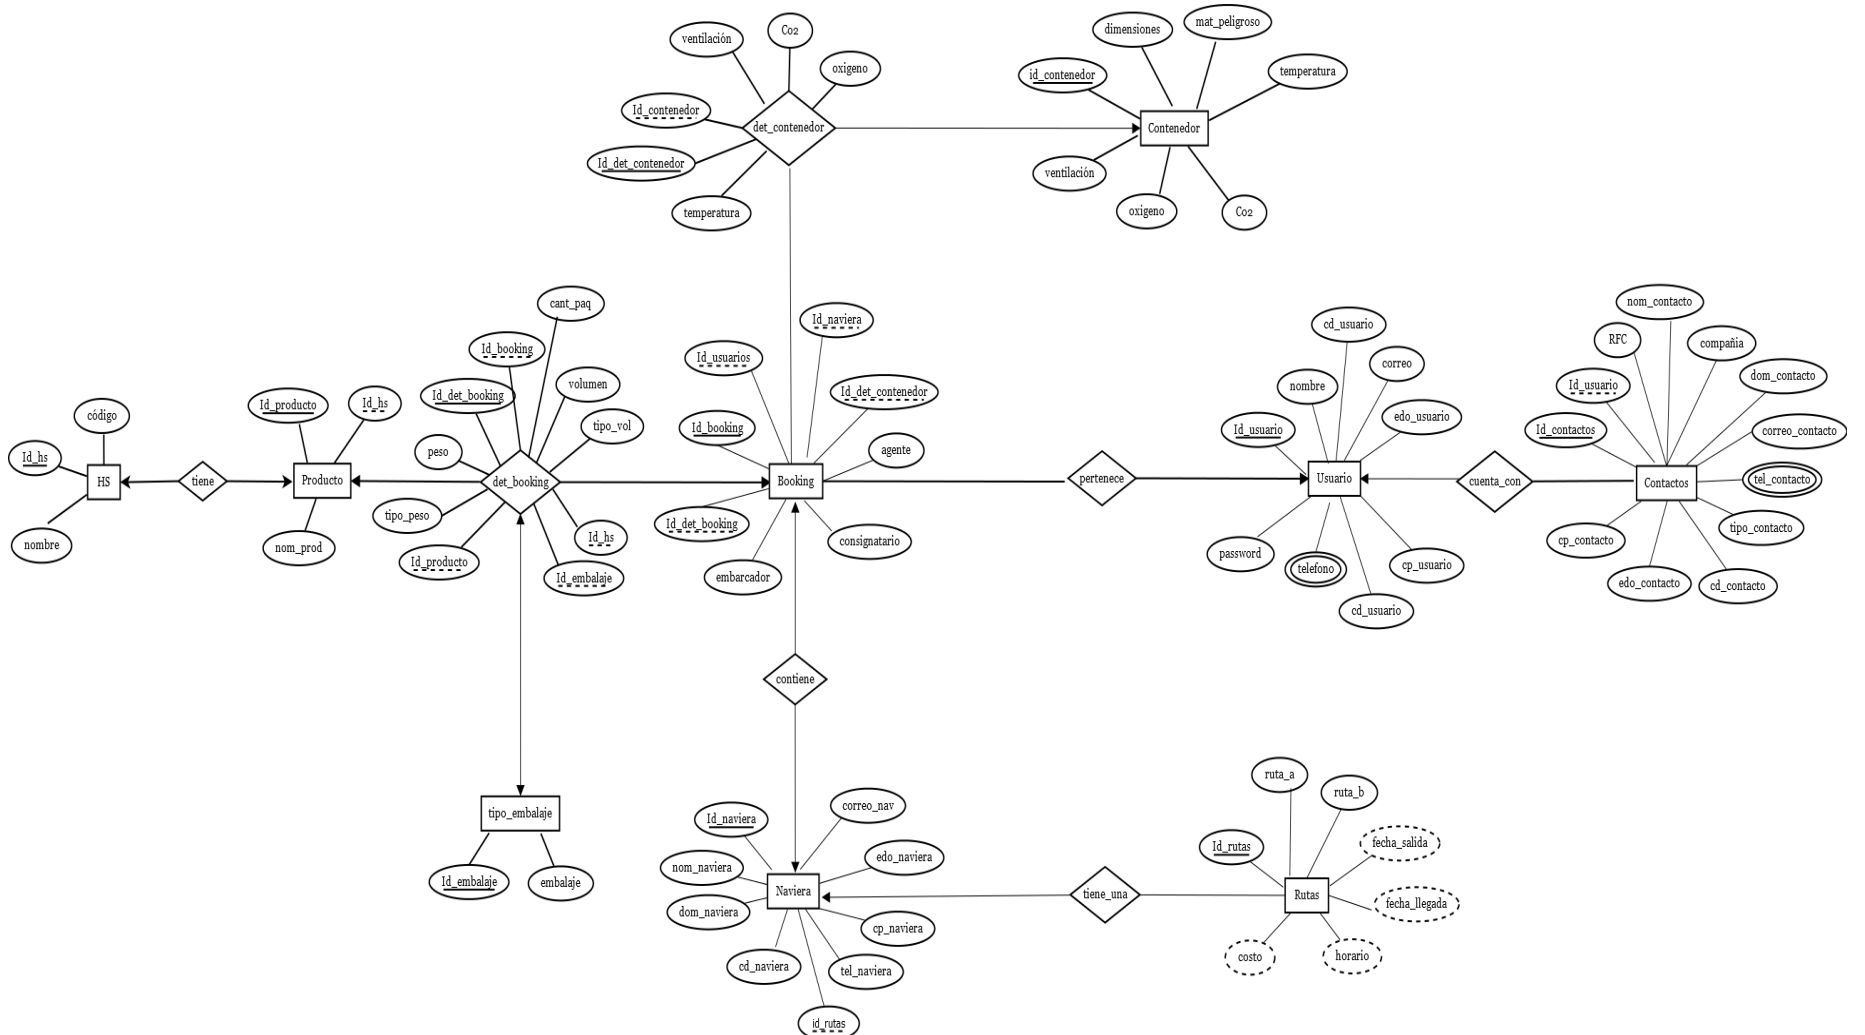 ventilación
Co2
oxigeno
Id_contenedor
det_contenedor
Id_det_contenedor
temperatura
dimensiones
mat_peligroso
id_contenedor
temperatura
Contenedor
ventilación
oxigeno
Co2
código
Id_hs
HS
nombre
tiene
Id_producto
Id_hs
Producto
nom_prod
cant_paq
Id_booking
volumen
Id_det_booking
tipo_vol
peso
det_booking
tipo_peso
Id_hs
Id_producto
Id_embalaje
tipo_embalaje
Id_embalaje
embalaje
Id_naviera
Id_usuarios
Id_det_contenedor
Id_booking
agente
Booking
Id_det_booking
consignatario
embarcador
pertenece
cd_usuario
correo
nombre
edo_usuario
Id_usuario
Usuario
password
telefono
cp_usuario
cd_usuario
cuenta_con
nom_contacto
RFC
compañia
Id_usuario
dom_contacto
Id_contactos
correo_contacto
Contactos
tel_contacto
tipo_contacto
cp_contacto
edo_contacto
cd_contacto
contiene
Id_naviera
correo_nav
nom_naviera
edo_naviera
Naviera
dom_naviera
cp_naviera
cd_naviera
tel_naviera
id_rutas
tiene_una
ruta_a
ruta_b
Id_rutas
fecha_salida
Rutas
fecha_llegada
costo
horario